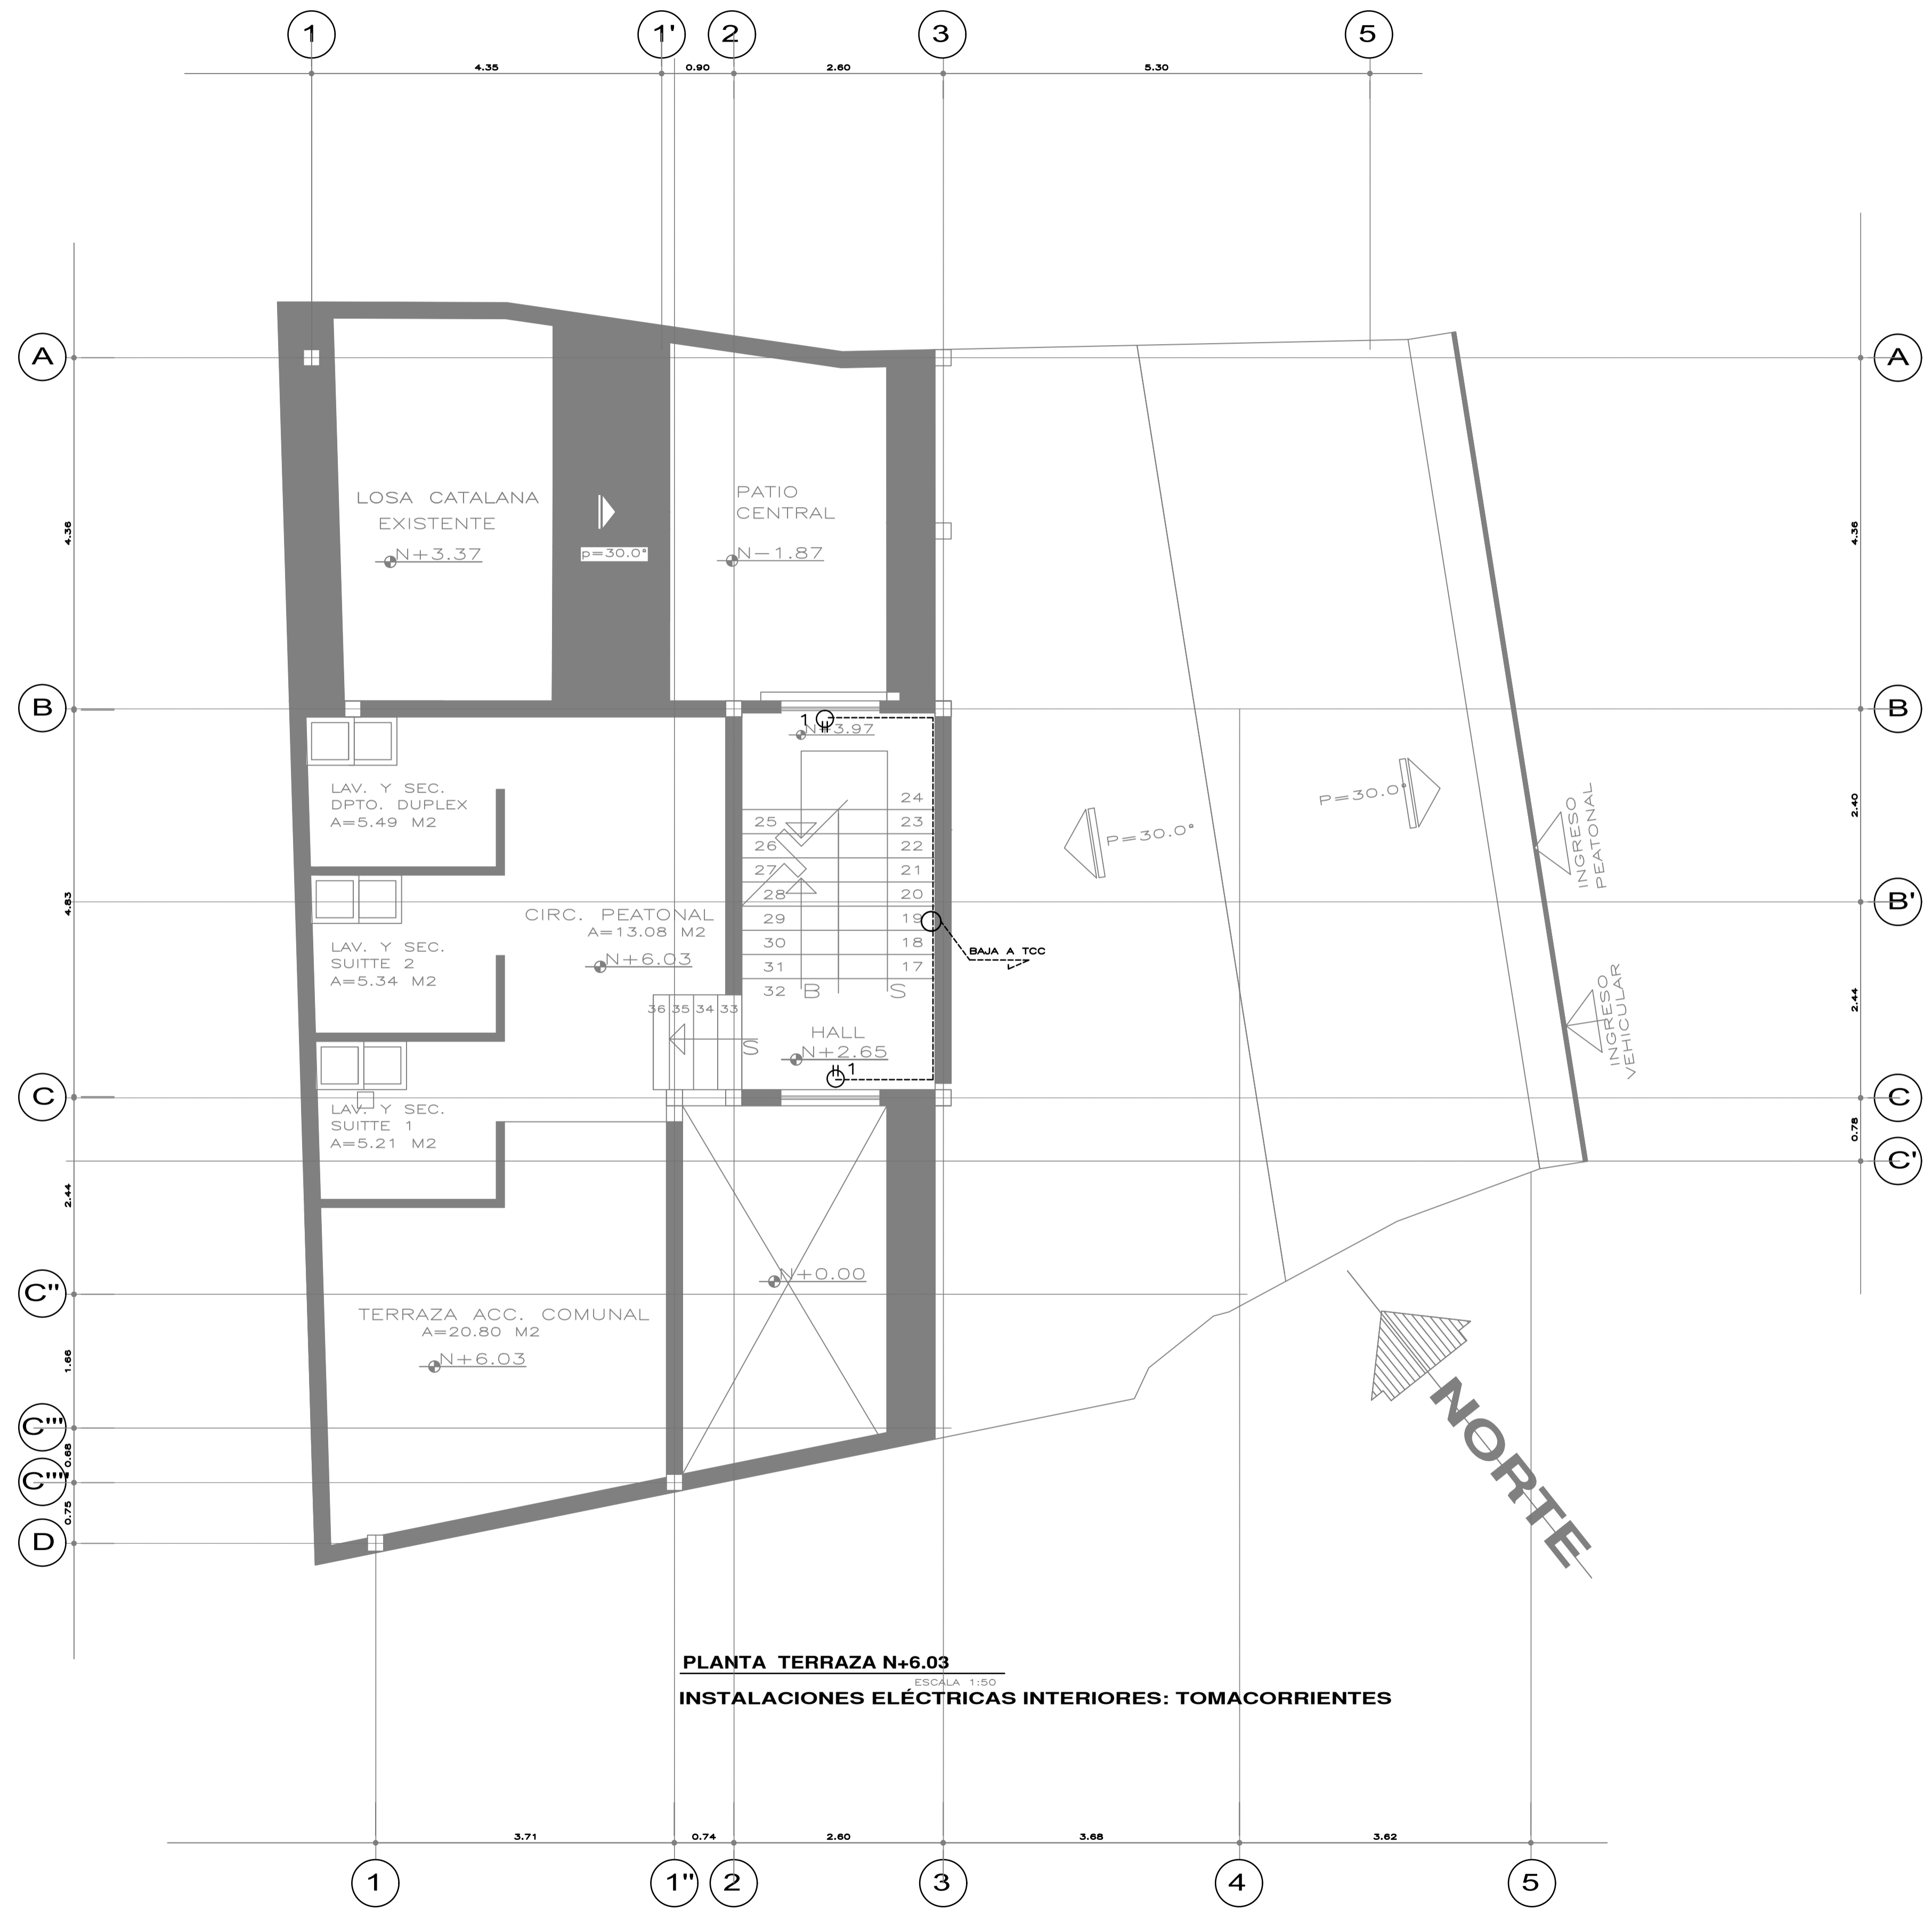 1
1'
2
3
5
4.35
0.90
2.60
5.30
A
A
LOSA CATALANA
EXISTENTE
N+3.37
p=30.0°
PATIO
CENTRAL
N-1.87
4.36
4.36
B
B
1
N+3.97
LAV. Y SEC.
DPTO. DUPLEX
A=5.49 M2
24
25
23
26
22
27
21
28
20
29
19
30
18
31
17
32
B
S
P=30.0°
P=30.0°
INGRESO
PEATONAL
2.40
4.83
B'
CIRC. PEATONAL
A=13.08 M2
N+6.03
LAV. Y SEC.
SUITTE 2
A=5.34 M2
BAJA A TCC
36
35
34
33
S
HALL
N+2.65
1
INGRESO
VEHICULAR
2.44
C
C
LAV. Y SEC.
SUITTE 1
A=5.21 M2
0.78
C'
2.44
C''
N+0.00
TERRAZA ACC. COMUNAL
A=20.80 M2
N+6.03
1.66
C'''
0.68
C''''
0.75
D
NORTE
PLANTA TERRAZA N+6.03
ESCALA 1:50
INSTALACIONES ELÉCTRICAS INTERIORES: TOMACORRIENTES
3.71
0.74
2.60
3.68
3.62
1
1''
2
3
4
5